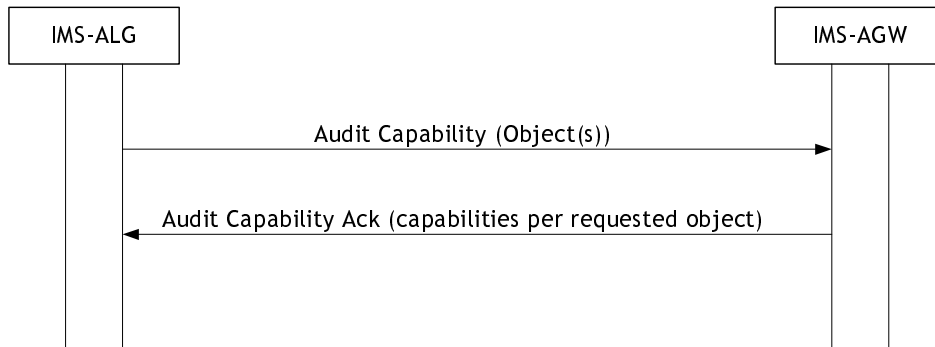 IMS-ALG
IMS-AGW
Audit Capability (Object(s))
Audit Capability Ack (capabilities per requested object)